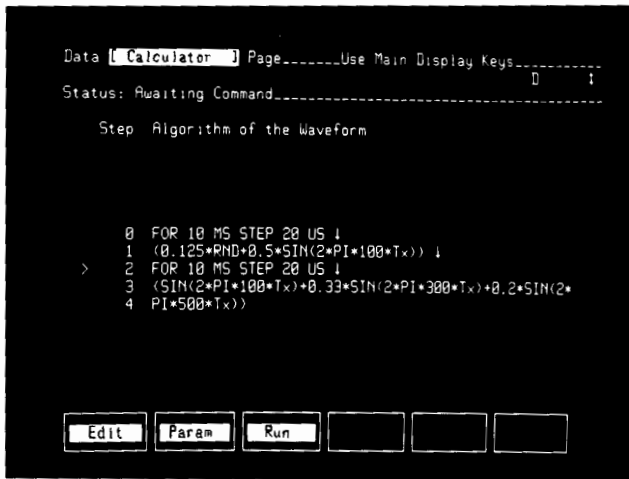 Data [ Calculator ] Page_______Use Main Display Keys___________
D ↕
Status: Awaiting Command___________________________________________
Step Algorithm of the Waveform
0 FOR 10 MS STEP 20 US ↓
1 (0.125*RND+0.5*SIN(2*PI*100*Tx)) ↓
> 2 FOR 10 MS STEP 20 US ↓
3 (SIN(2*PI*100*Tx)+0.33*SIN(2*PI*300*Tx)+0.2*SIN(2*
4 PI*500*Tx))
Edit Param Run